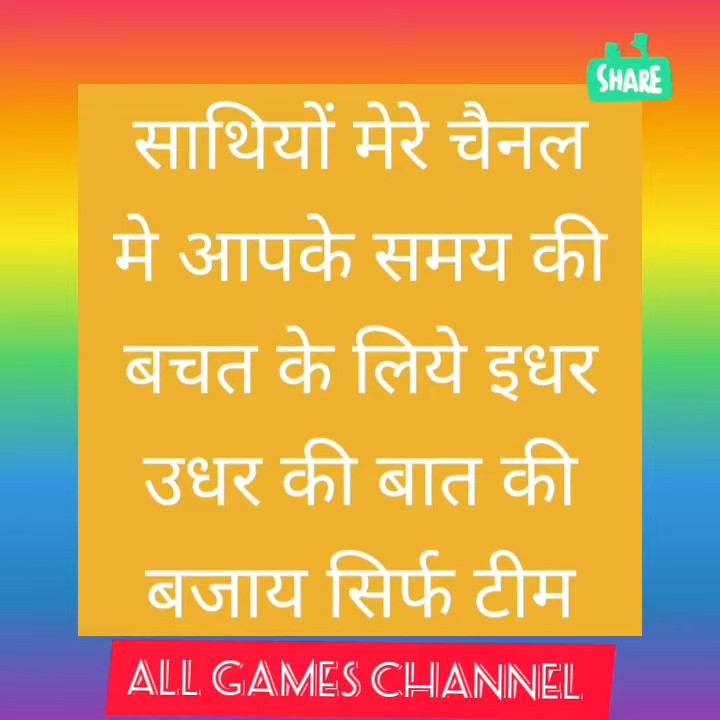 SHARE
साथियों मेरे चैनल
मे आपके समय की
बचत के लिये इधर
उधर की बात की
बजाय सिर्फ टीम
ALL GAMES CHANNEL